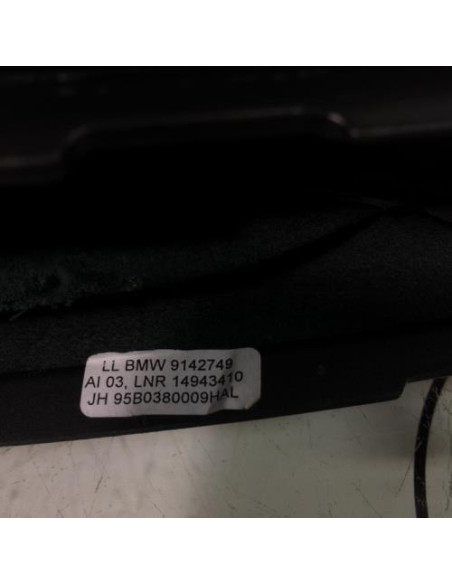 LL BMW 9142749
AI 03, LNR 14943410
JH 95B0380009HAL